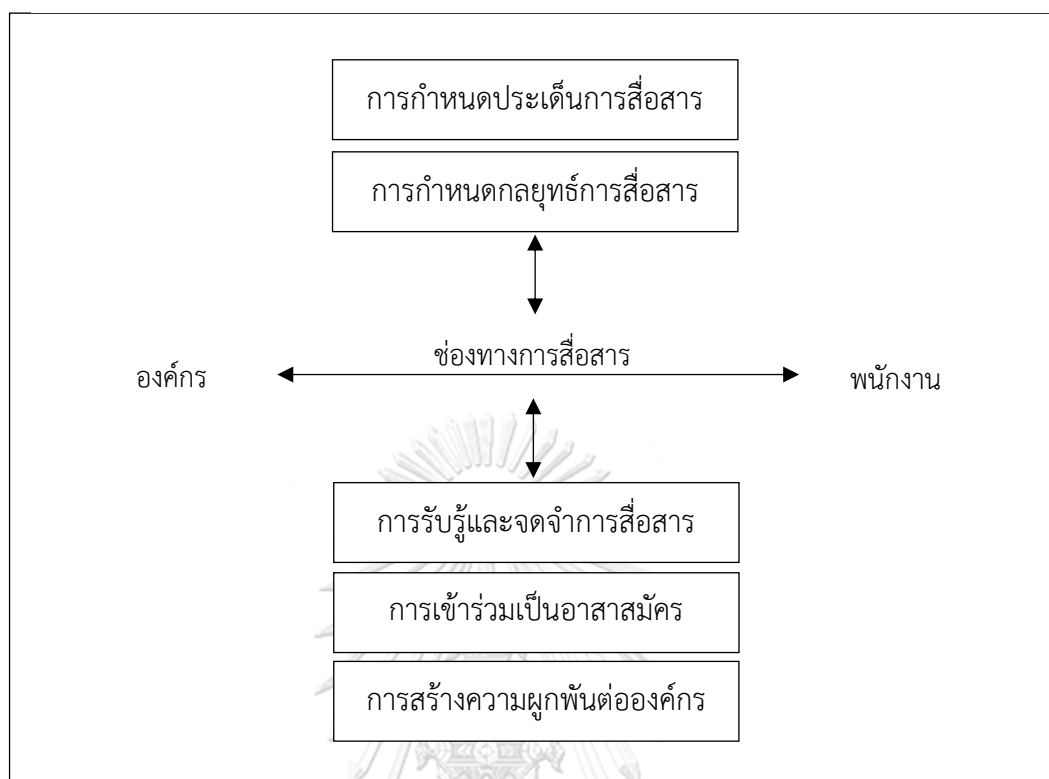 การกำหนดประเด็นการสื่อสาร
การกำหนดกลยุทธ์การสื่อสาร
ช่องทางการสื่อสาร
องค์กร
พนักงาน
การรับรู้และจดจำการสื่อสาร
การเข้าร่วมเป็นอาสาสมัคร
การสร้างความผูกพันต่อองค์กร